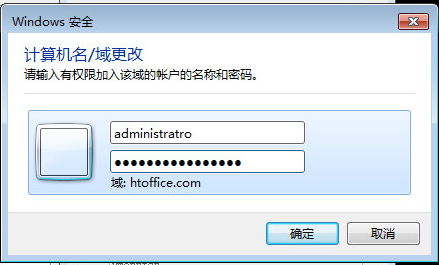 Windows 安全
计算机名/域更改
请输入有权限加入该域的帐户的名称和密码。
administratro
●●●●●●●●●●●●●●●●
域: htoffice.com
确定 取消